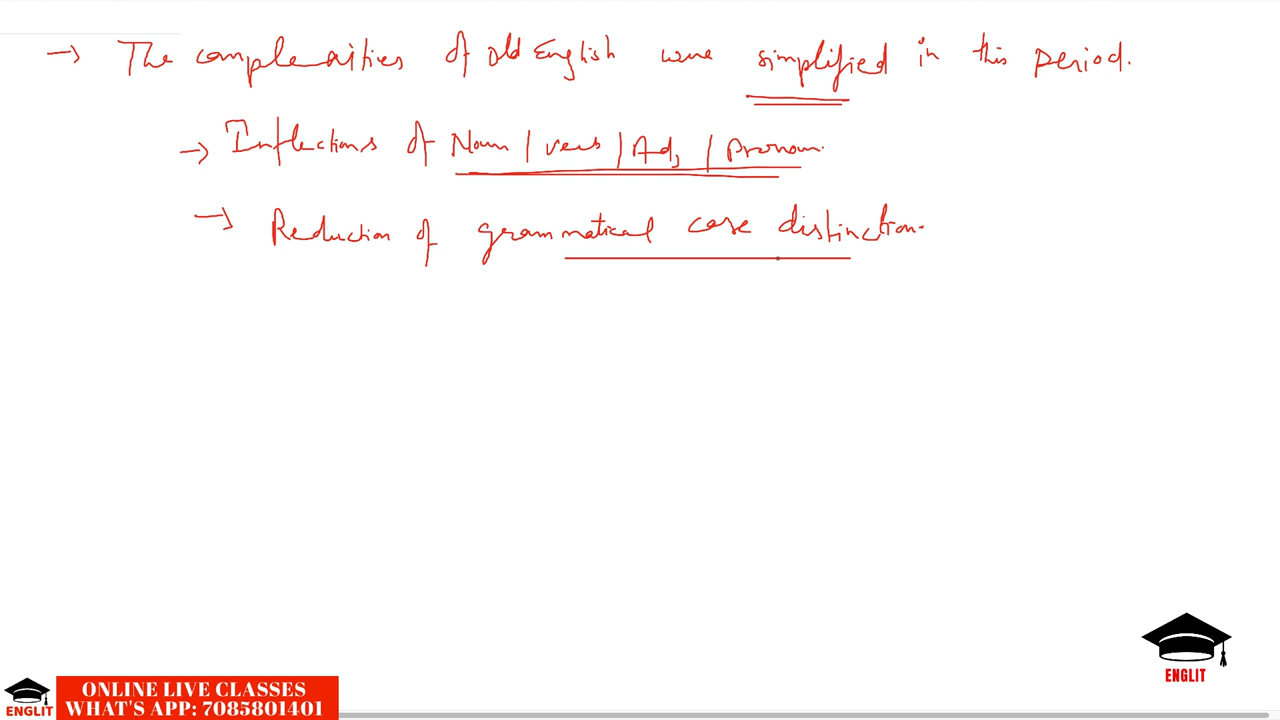 → The complexities of Old English were simplified in this period.
→ Inflections of Noun / verb / Adj / Pronoun.
→ Reduction of grammatical case distinction.
ENGLIT
ENGLIT
ONLINE LIVE CLASSES
WHAT'S APP: 7085801401